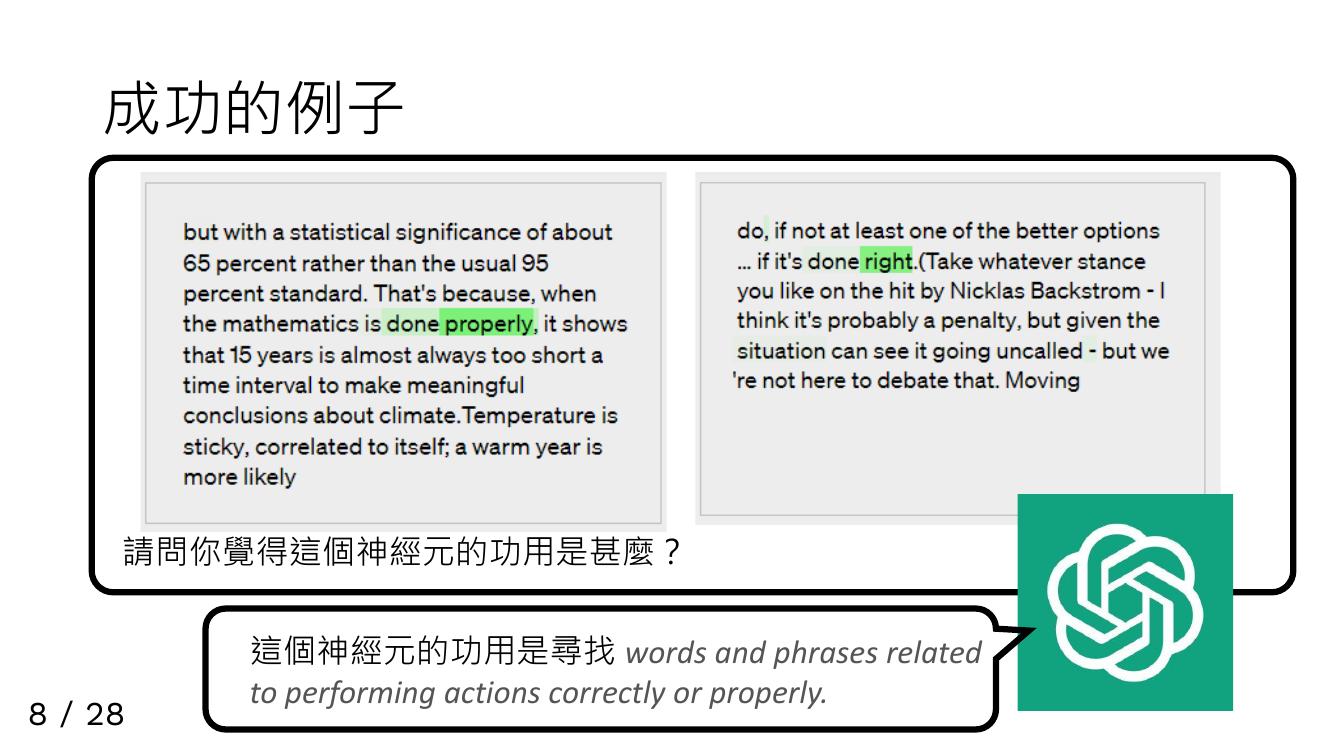 成功的例子
but with a statistical significance of about
65 percent rather than the usual 95
percent standard. That's because, when
the mathematics is done properly, it shows
that 15 years is almost always too short a
time interval to make meaningful
conclusions about climate.Temperature is
sticky, correlated to itself; a warm year is
more likely
do, if not at least one of the better options
... if it's done right.(Take whatever stance
you like on the hit by Nicklas Backstrom - I
think it's probably a penalty, but given the
situation can see it going uncalled - but we
're not here to debate that. Moving
請問你覺得這個神經元的功用是甚麼？
這個神經元的功用是尋找 words and phrases related
to performing actions correctly or properly.
8 / 28